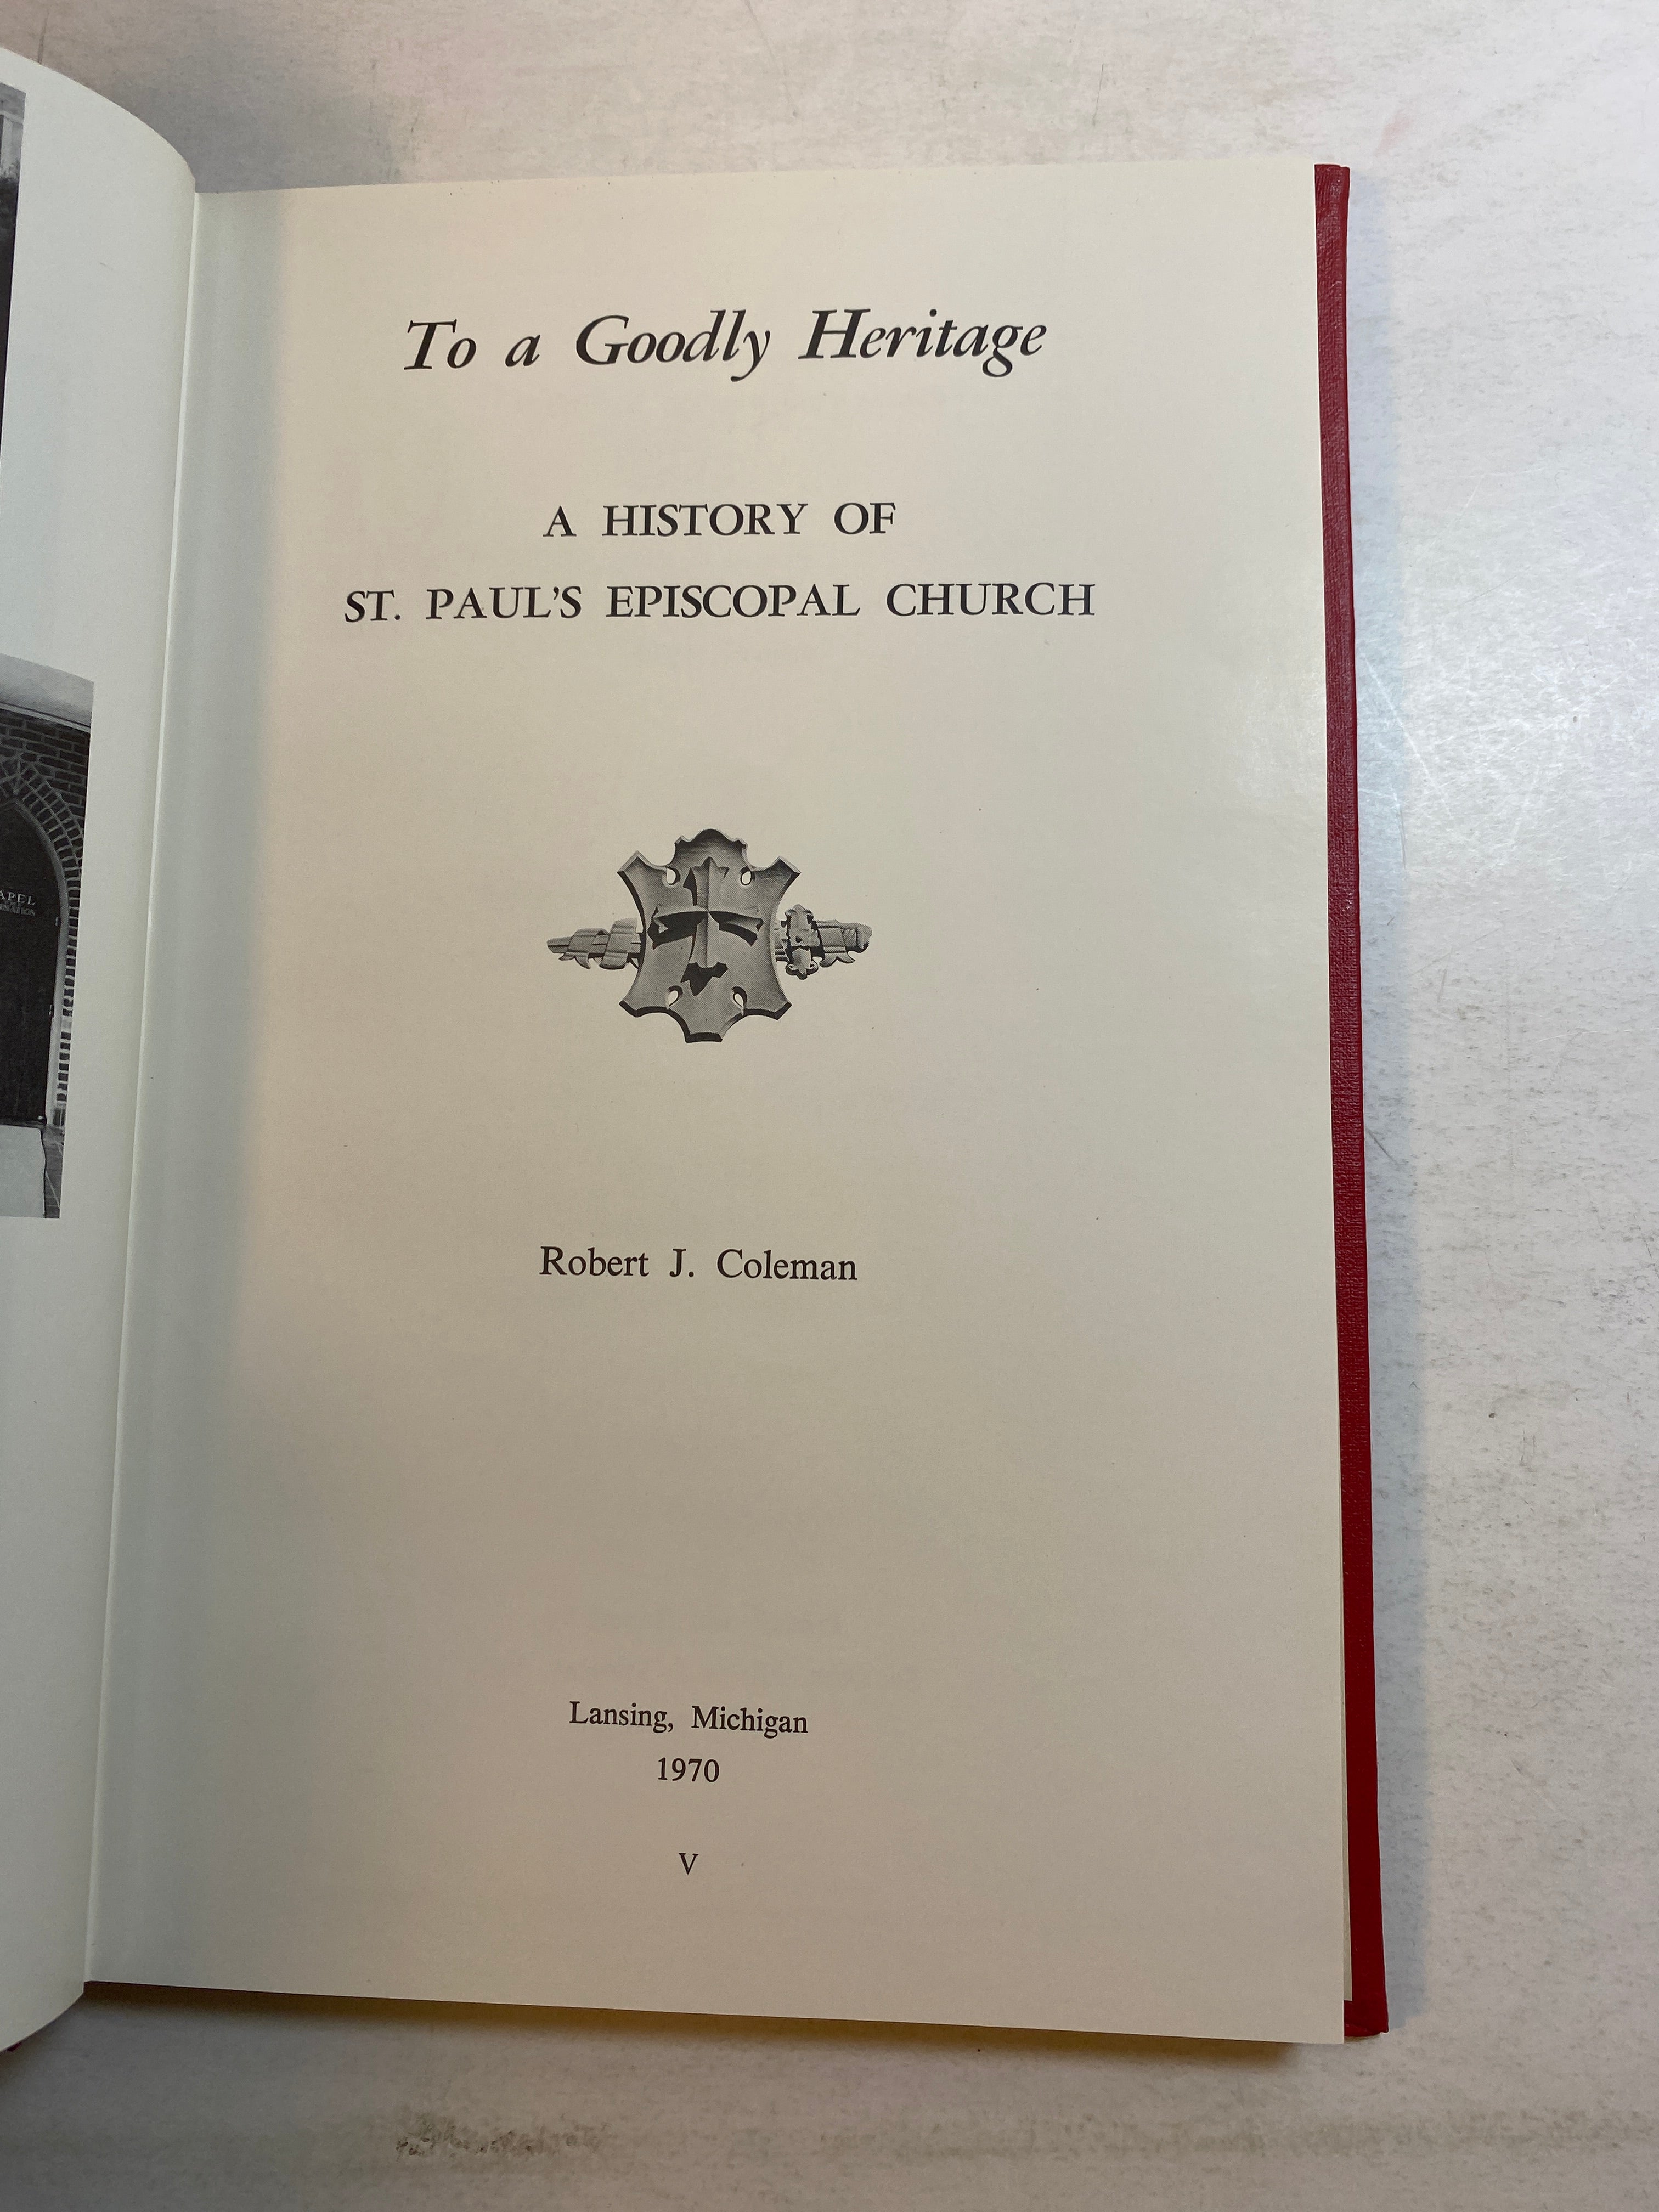 To a Goodly Heritage
A HISTORY OF
ST. PAUL'S EPISCOPAL CHURCH
Robert J. Coleman
Lansing, Michigan
1970
V